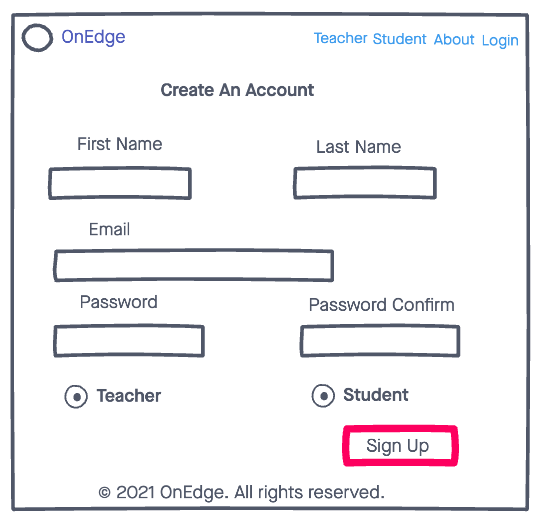 OnEdge Teacher Student About Login
Create An Account
First Name Last Name
Email
Password Password Confirm
Teacher Student
Sign Up
© 2021 OnEdge. All rights reserved.